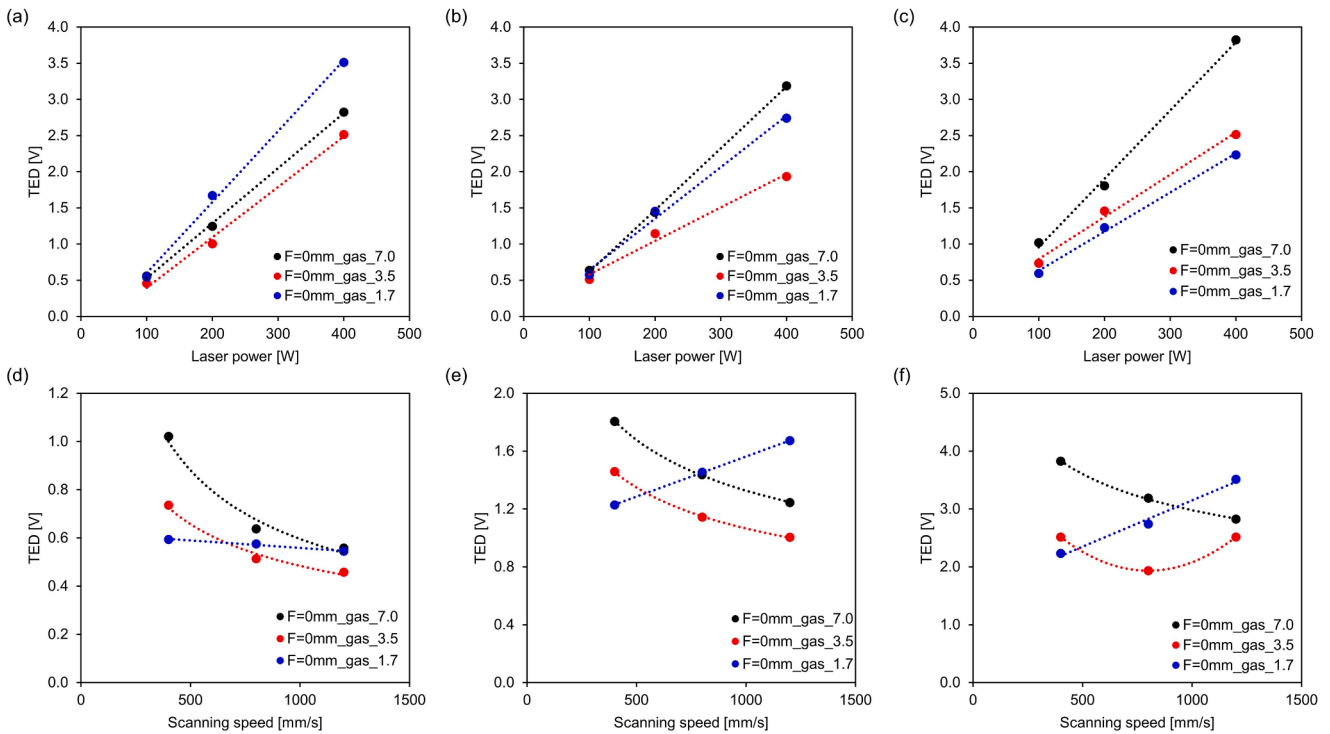 (a)
4.0
3.5
3.0
2.5
2.0
1.5
1.0
0.5
0.0
TED [V]
F=0mm_gas_7.0
F=0mm_gas_3.5
F=0mm_gas_1.7
0 100 200 300 400 500
Laser power [W]
(b)
4.0
3.5
3.0
2.5
2.0
1.5
1.0
0.5
0.0
TED [V]
F=0mm_gas_7.0
F=0mm_gas_3.5
F=0mm_gas_1.7
0 100 200 300 400 500
Laser power [W]
(c)
4.0
3.5
3.0
2.5
2.0
1.5
1.0
0.5
0.0
TED [V]
F=0mm_gas_7.0
F=0mm_gas_3.5
F=0mm_gas_1.7
0 100 200 300 400 500
Laser power [W]
(d)
1.2
1.0
0.8
0.6
0.4
0.2
0.0
TED [V]
F=0mm_gas_7.0
F=0mm_gas_3.5
F=0mm_gas_1.7
0 500 1000 1500
Scanning speed [mm/s]
(e)
2.0
1.6
1.2
0.8
0.4
0.0
TED [V]
F=0mm_gas_7.0
F=0mm_gas_3.5
F=0mm_gas_1.7
0 500 1000 1500
Scanning speed [mm/s]
(f)
5.0
4.0
3.0
2.0
1.0
0.0
TED [V]
F=0mm_gas_7.0
F=0mm_gas_3.5
F=0mm_gas_1.7
0 500 1000 1500
Scanning speed [mm/s]